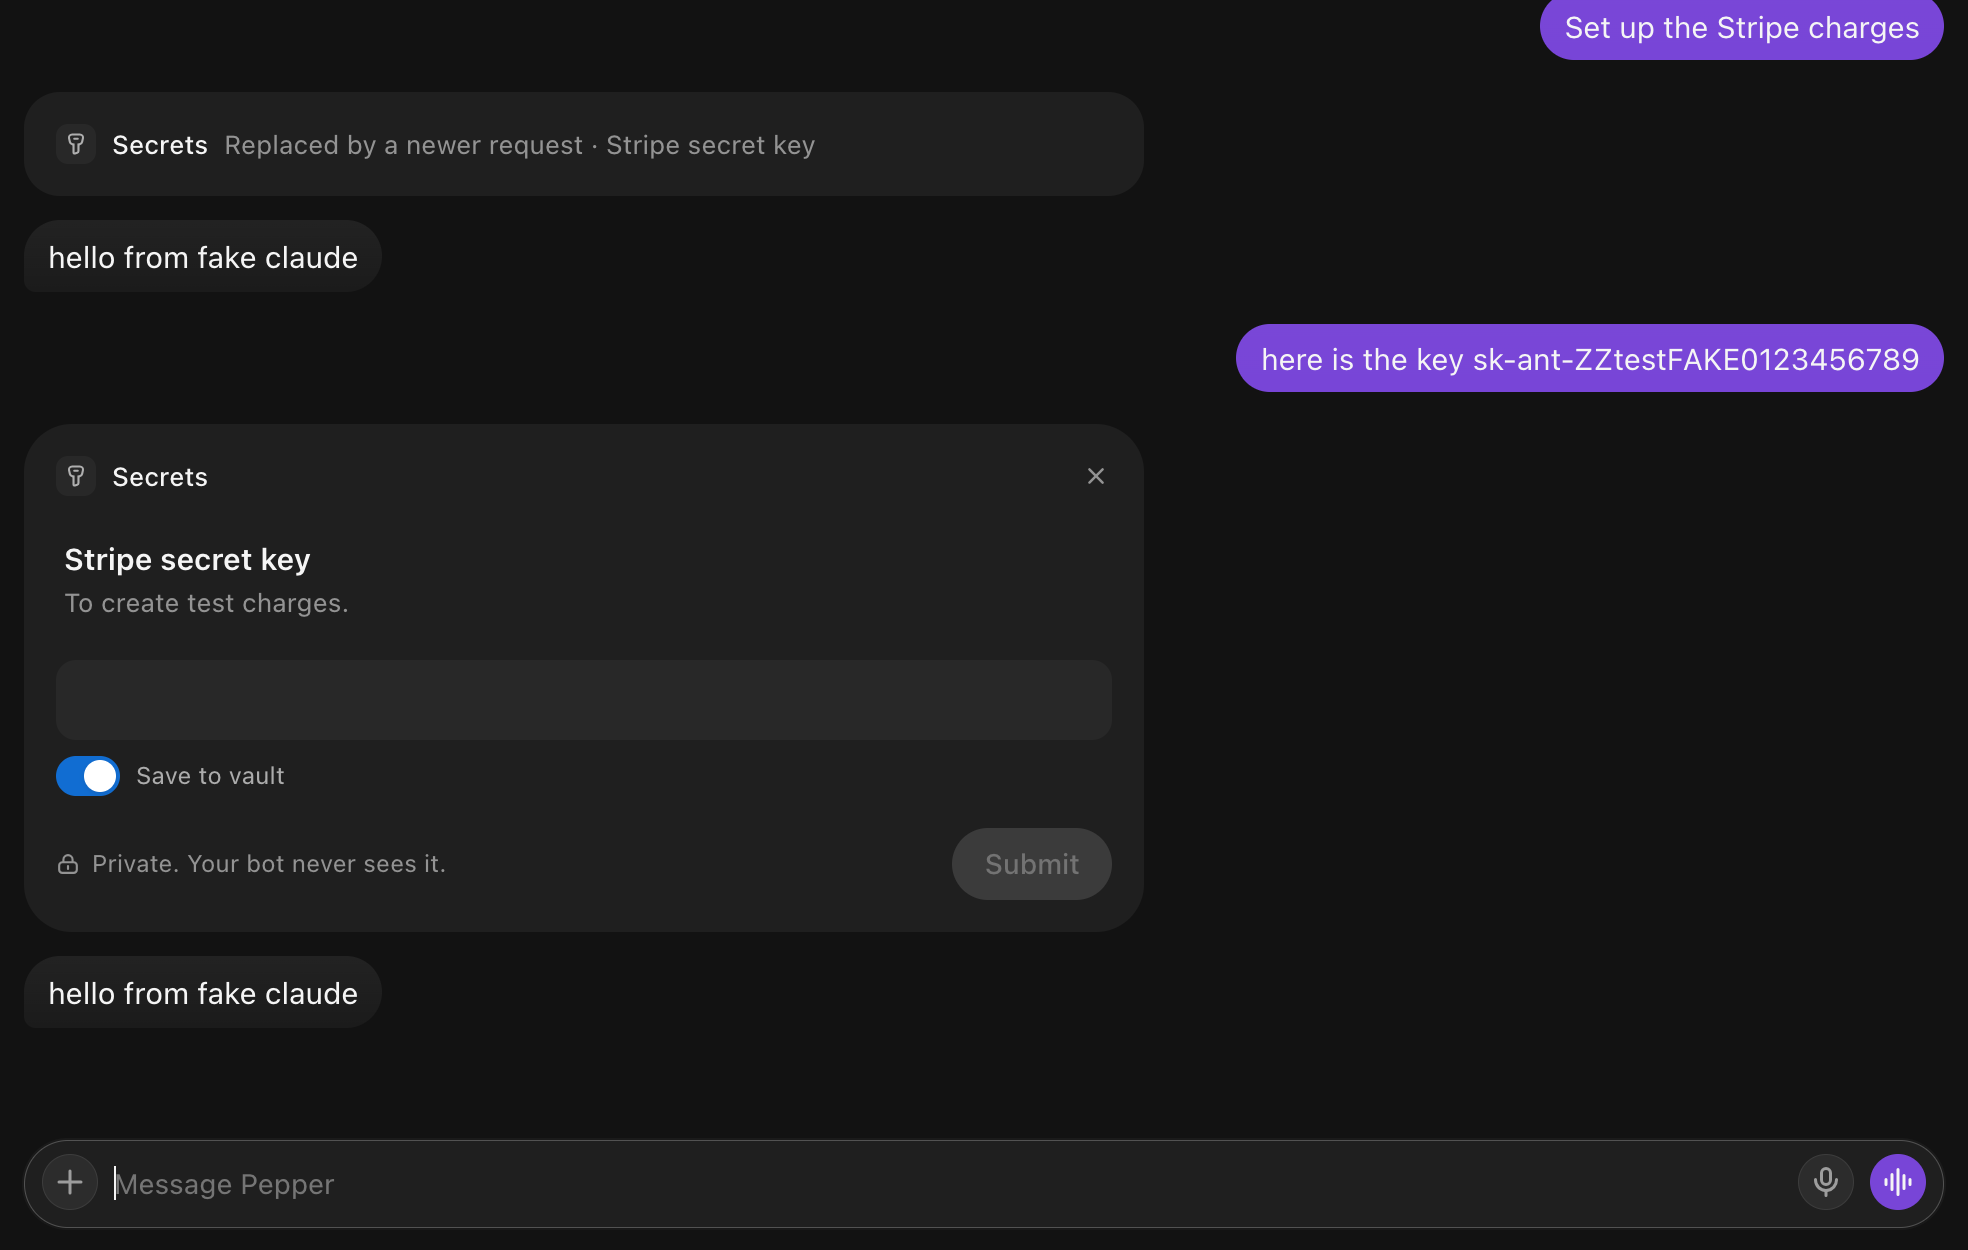 Set up the Stripe charges
Secrets Replaced by a newer request · Stripe secret key
hello from fake claude
here is the key sk-ant-ZZtestFAKE0123456789
Secrets
Stripe secret key
To create test charges.
Save to vault
Private. Your bot never sees it.
Submit
hello from fake claude
Message Pepper